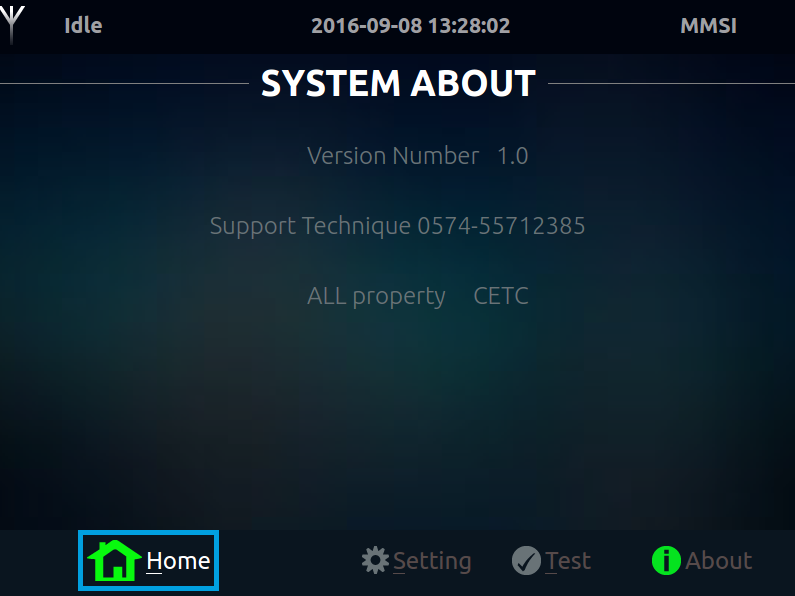 Idle 2016-09-08 13:28:02 MMSI
SYSTEM ABOUT
Version Number 1.0
Support Technique 0574-55712385
ALL property CETC
Home Setting Test About